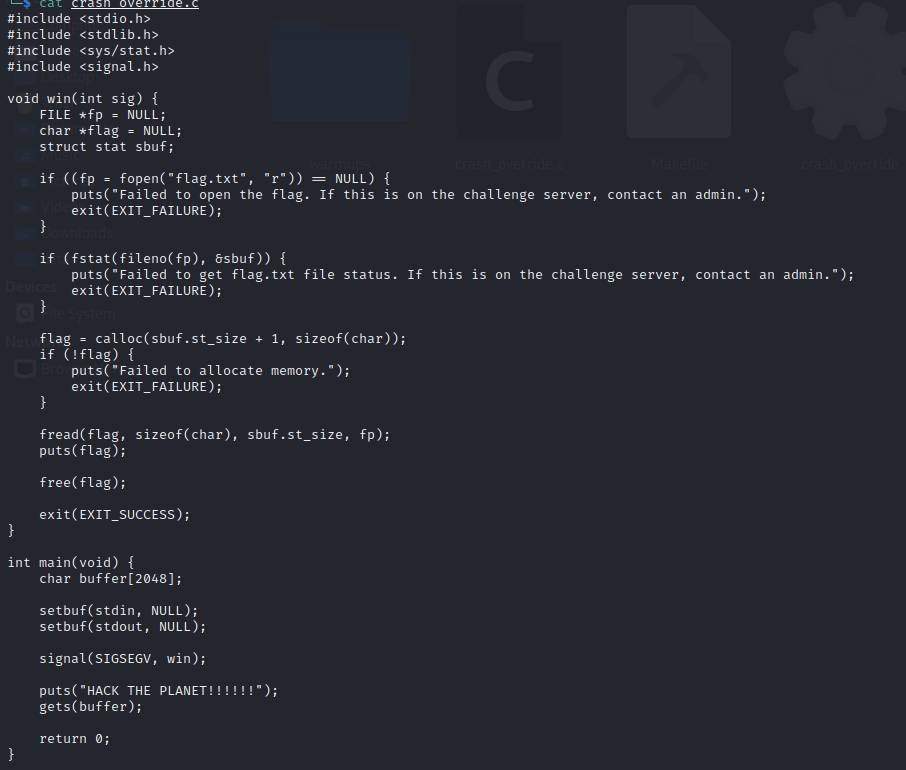 └─$ cat crash_override.c
#include <stdio.h>
#include <stdlib.h>
#include <sys/stat.h>
#include <signal.h>
void win(int sig) {
    FILE *fp = NULL;
    char *flag = NULL;
    struct stat sbuf;
    if ((fp = fopen("flag.txt", "r")) == NULL) {
        puts("Failed to open the flag. If this is on the challenge server, contact an admin.");
        exit(EXIT_FAILURE);
    }
    if (fstat(fileno(fp), &sbuf)) {
        puts("Failed to get flag.txt file status. If this is on the challenge server, contact an admin.");
        exit(EXIT_FAILURE);
    }
    flag = calloc(sbuf.st_size + 1, sizeof(char));
    if (!flag) {
        puts("Failed to allocate memory.");
        exit(EXIT_FAILURE);
    }
    fread(flag, sizeof(char), sbuf.st_size, fp);
    puts(flag);
    free(flag);
    exit(EXIT_SUCCESS);
}
int main(void) {
    char buffer[2048];
    setbuf(stdin, NULL);
    setbuf(stdout, NULL);
    signal(SIGSEGV, win);
    puts("HACK THE PLANET!!!!!!");
    gets(buffer);
    return 0;
}
warmups
crash_override.c
Makefile
crash_override
Desktop
Music
Downloads
Devices
File System